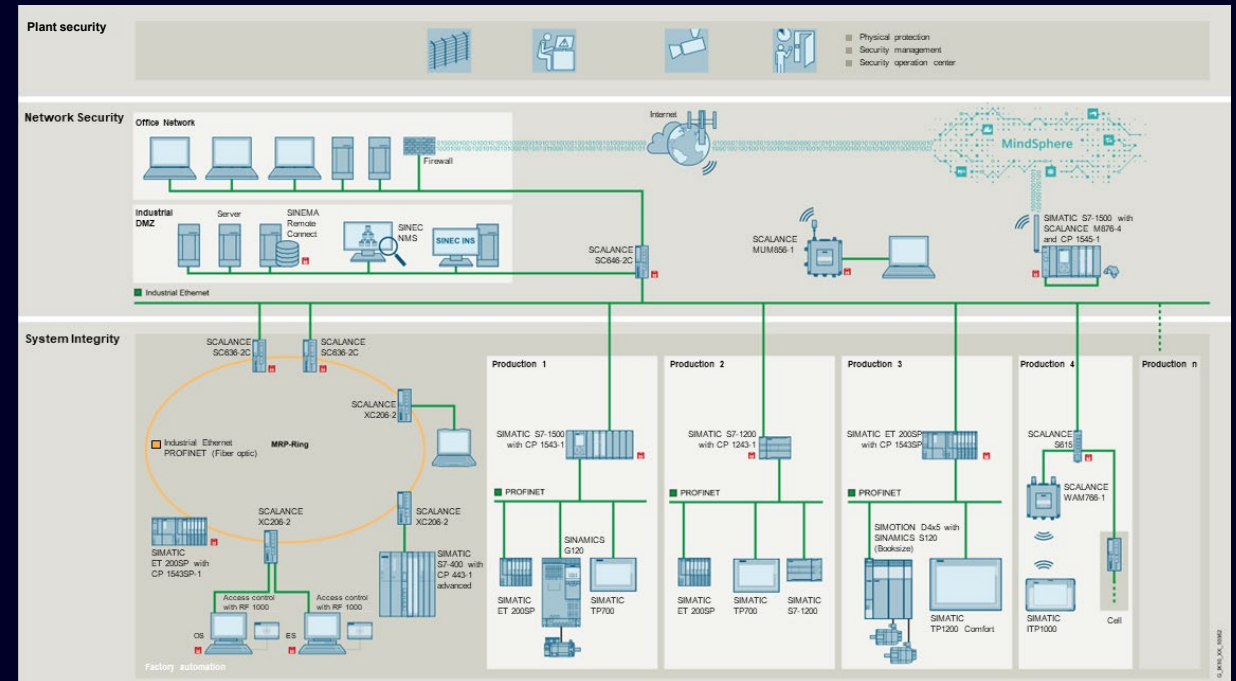 Plant security
Physical protection
Security management
Security operation center
Network Security
Office Network
Firewall
Internet
MindSphere
Industrial
DMZ
Server
SINEMA
Remote
Connect
SINEC
NMS
SINEC INS
SCALANCE
SC646-2C
SCALANCE
MUM856-1
SIMATIC S7-1500 with
SCALANCE M876-4
and CP 1545-1
Industrial Ethernet
System Integrity
SCALANCE
SC636-2C
SCALANCE
SC636-2C
SCALANCE
XC206-2
Industrial Ethernet
PROFINET (Fiber optic)
MRP-Ring
SCALANCE
XC206-2
SCALANCE
XC206-2
SIMATIC
ET 200SP with
CP 1543SP-1
SIMATIC
S7-400 with
CP 443-1
advanced
Access control
with RF 1000
Access control
with RF 1000
OS
ES
Factory automation
Production 1
SIMATIC S7-1500
with CP 1543-1
PROFINET
SINAMICS
G120
SIMATIC
ET 200SP
SIMATIC
TP700
Production 2
SIMATIC S7-1200
with CP 1243-1
PROFINET
SIMATIC
ET 200SP
SIMATIC
TP700
SIMATIC
S7-1200
Production 3
SIMATIC ET 200SP
with CP 1543SP
PROFINET
SIMOTION D4x5 with
SINAMICS S120
(Booksize)
SIMATIC
TP1200 Comfort
Production 4
SCALANCE
S615
SCALANCE
WAM766-1
SIMATIC
ITP1000
Cell
Production n